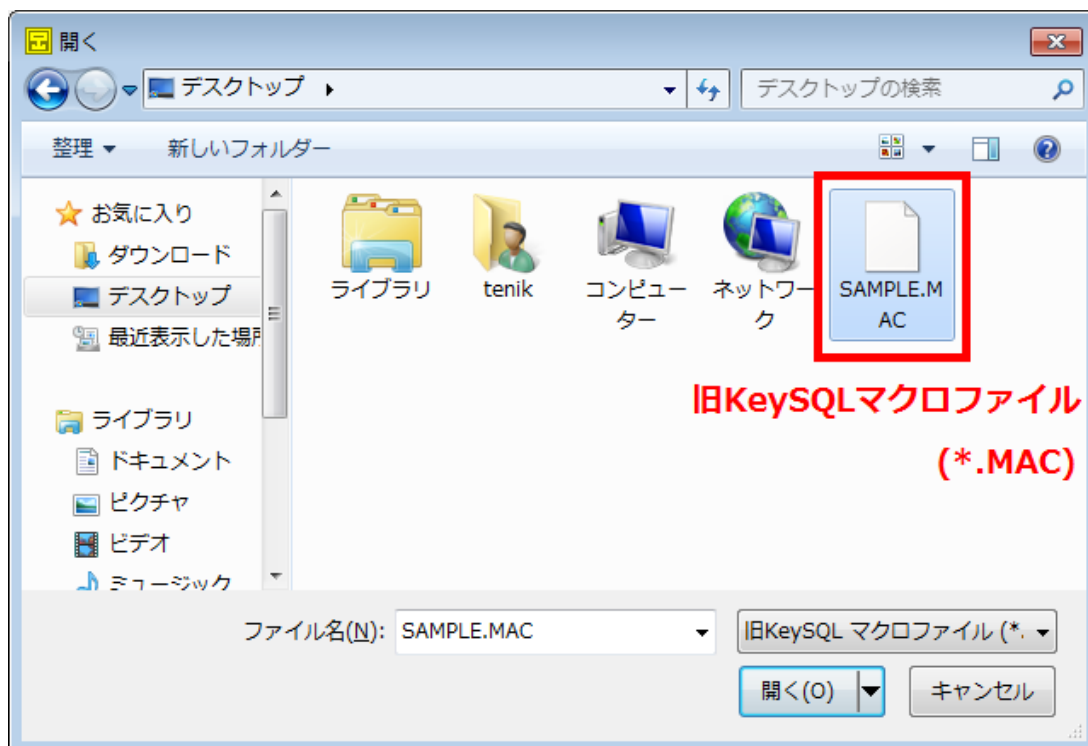 開く
デスクトップ
デスクトップの検索
整理
新しいフォルダー
お気に入り
ダウンロード
デスクトップ
最近表示した場所
ライブラリ
ドキュメント
ピクチャ
ビデオ
ミュージック
ライブラリ
tenik
コンピュー
ター
ネットワー
ク
SAMPLE.M
AC
旧KeySQLマクロファイル
(*.MAC)
ファイル名(N): SAMPLE.MAC
旧KeySQL マクロファイル (*.
開く(O)
キャンセル